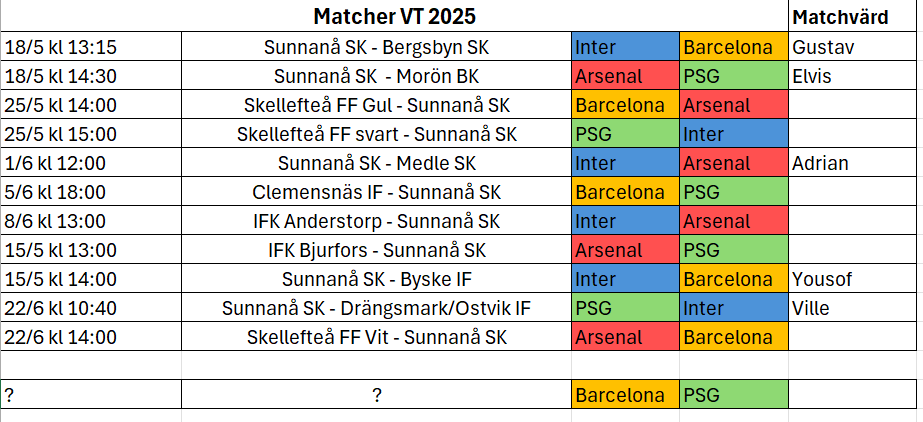 Matcher VT 2025 Matchvärd
18/5 kl 13:15 Sunnanå SK - Bergsbyn SK Inter Barcelona Gustav
18/5 kl 14:30 Sunnanå SK - Morön BK Arsenal PSG Elvis
25/5 kl 14:00 Skellefteå FF Gul - Sunnanå SK Barcelona Arsenal
25/5 kl 15:00 Skellefteå FF svart - Sunnanå SK PSG Inter
1/6 kl 12:00 Sunnanå SK - Medle SK Inter Arsenal Adrian
5/6 kl 18:00 Clemensnäs IF - Sunnanå SK Barcelona PSG
8/6 kl 13:00 IFK Anderstorp - Sunnanå SK Inter Arsenal
15/5 kl 13:00 IFK Bjurfors - Sunnanå SK Arsenal PSG
15/5 kl 14:00 Sunnanå SK - Byske IF Inter Barcelona Yousof
22/6 kl 10:40 Sunnanå SK - Drängsmark/Ostvik IF PSG Inter Ville
22/6 kl 14:00 Skellefteå FF Vit - Sunnanå SK Arsenal Barcelona
? ? Barcelona PSG